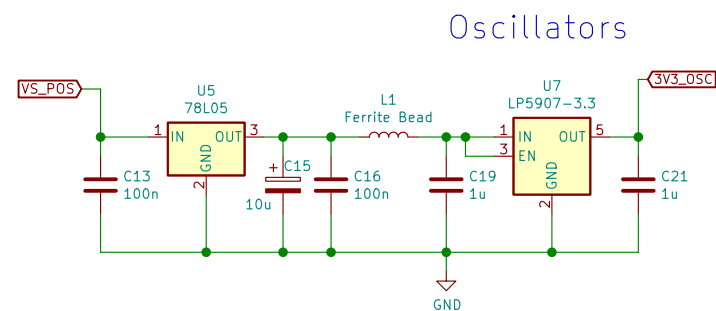 Oscillators
VS_POS
3V3_OSC
U5
78L05
L1
Ferrite Bead
U7
LP5907-3.3
1 IN OUT 3
GND
2
1 IN OUT 5
3 EN
GND
2
C13
100n
+ C15
10u
C16
100n
C19
1u
C21
1u
GND